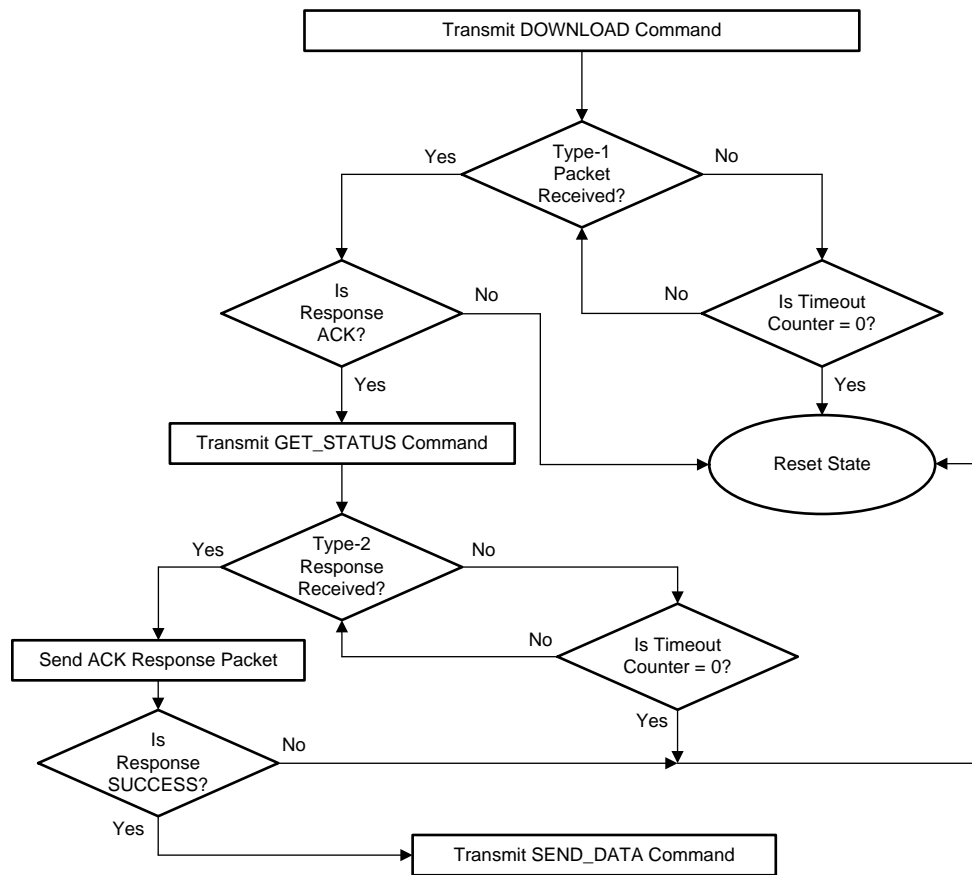 Transmit DOWNLOAD Command
Yes
Type-1
Packet
Received?
No
Is
Response
ACK?
No
No
Is Timeout
Counter = 0?
Yes
Yes
Transmit GET_STATUS Command
Reset State
Yes
Type-2
Response
Received?
No
Send ACK Response Packet
No
Is Timeout
Counter = 0?
Yes
Is
Response
SUCCESS?
No
Yes
Transmit SEND_DATA Command